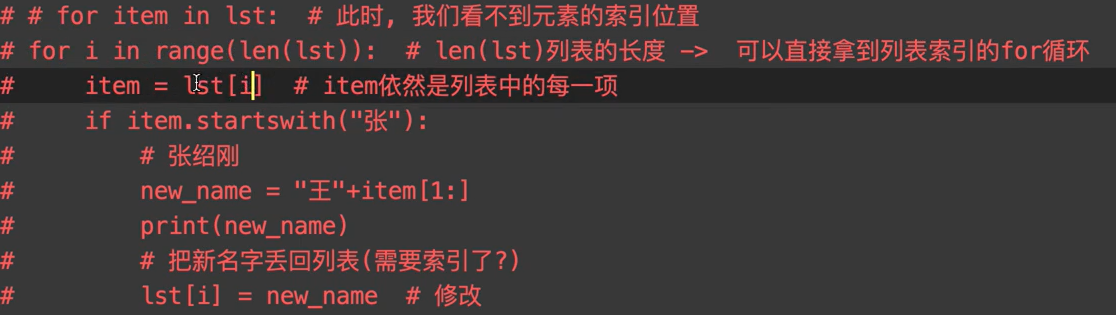 # # for item in lst:  # 此时, 我们看不到元素的索引位置
# for i in range(len(lst)):  # len(lst)列表的长度 ->  可以直接拿到列表索引的for循环
#     item = lst[i]  # item依然是列表中的每一项
#     if item.startswith("张"):
#         # 张绍刚
#         new_name = "王"+item[1:]
#         print(new_name)
#         # 把新名字丢回列表(需要索引了?)
#         lst[i] = new_name  # 修改